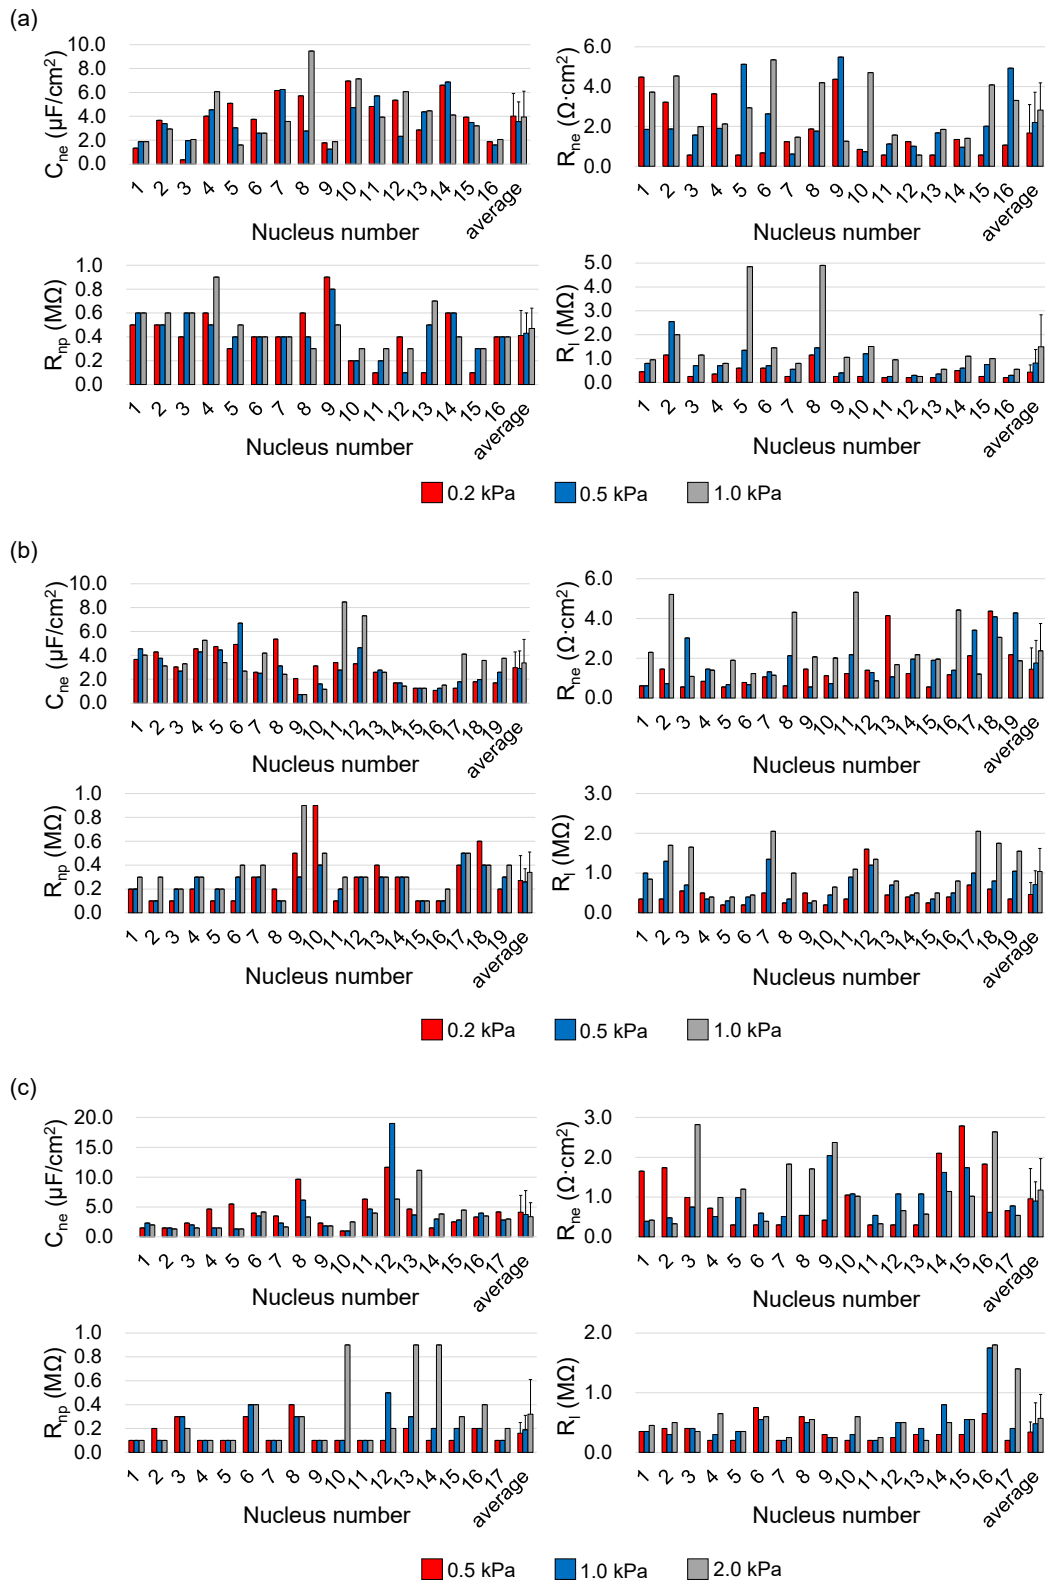 (a)
C_ne (µF/cm²)
10.0
8.0
6.0
4.0
2.0
0.0
1 2 3 4 5 6 7 8 9 10 11 12 13 14 15 16 average
Nucleus number
R_ne (Ω·cm²)
6.0
4.0
2.0
0.0
1 2 3 4 5 6 7 8 9 10 11 12 13 14 15 16 average
Nucleus number
R_np (MΩ)
1.0
0.8
0.6
0.4
0.2
0.0
1 2 3 4 5 6 7 8 9 10 11 12 13 14 15 16 average
Nucleus number
R_l (MΩ)
5.0
4.0
3.0
2.0
1.0
0.0
1 2 3 4 5 6 7 8 9 10 11 12 13 14 15 16 average
Nucleus number
0.2 kPa 0.5 kPa 1.0 kPa
(b)
C_ne (µF/cm²)
10.0
8.0
6.0
4.0
2.0
0.0
1 2 3 4 5 6 7 8 9 10 11 12 13 14 15 16 17 18 19 average
Nucleus number
R_ne (Ω·cm²)
6.0
4.0
2.0
0.0
1 2 3 4 5 6 7 8 9 10 11 12 13 14 15 16 17 18 19 average
Nucleus number
R_np (MΩ)
1.0
0.8
0.6
0.4
0.2
0.0
1 2 3 4 5 6 7 8 9 10 11 12 13 14 15 16 17 18 19 average
Nucleus number
R_l (MΩ)
3.0
2.0
1.0
0.0
1 2 3 4 5 6 7 8 9 10 11 12 13 14 15 16 17 18 19 average
Nucleus number
0.2 kPa 0.5 kPa 1.0 kPa
(c)
C_ne (µF/cm²)
20.0
15.0
10.0
5.0
0.0
1 2 3 4 5 6 7 8 9 10 11 12 13 14 15 16 17 average
Nucleus number
R_ne (Ω·cm²)
3.0
2.0
1.0
0.0
1 2 3 4 5 6 7 8 9 10 11 12 13 14 15 16 17 average
Nucleus number
R_np (MΩ)
1.0
0.8
0.6
0.4
0.2
0.0
1 2 3 4 5 6 7 8 9 10 11 12 13 14 15 16 17 average
Nucleus number
R_l (MΩ)
2.0
1.0
0.0
1 2 3 4 5 6 7 8 9 10 11 12 13 14 15 16 17 average
Nucleus number
0.5 kPa 1.0 kPa 2.0 kPa